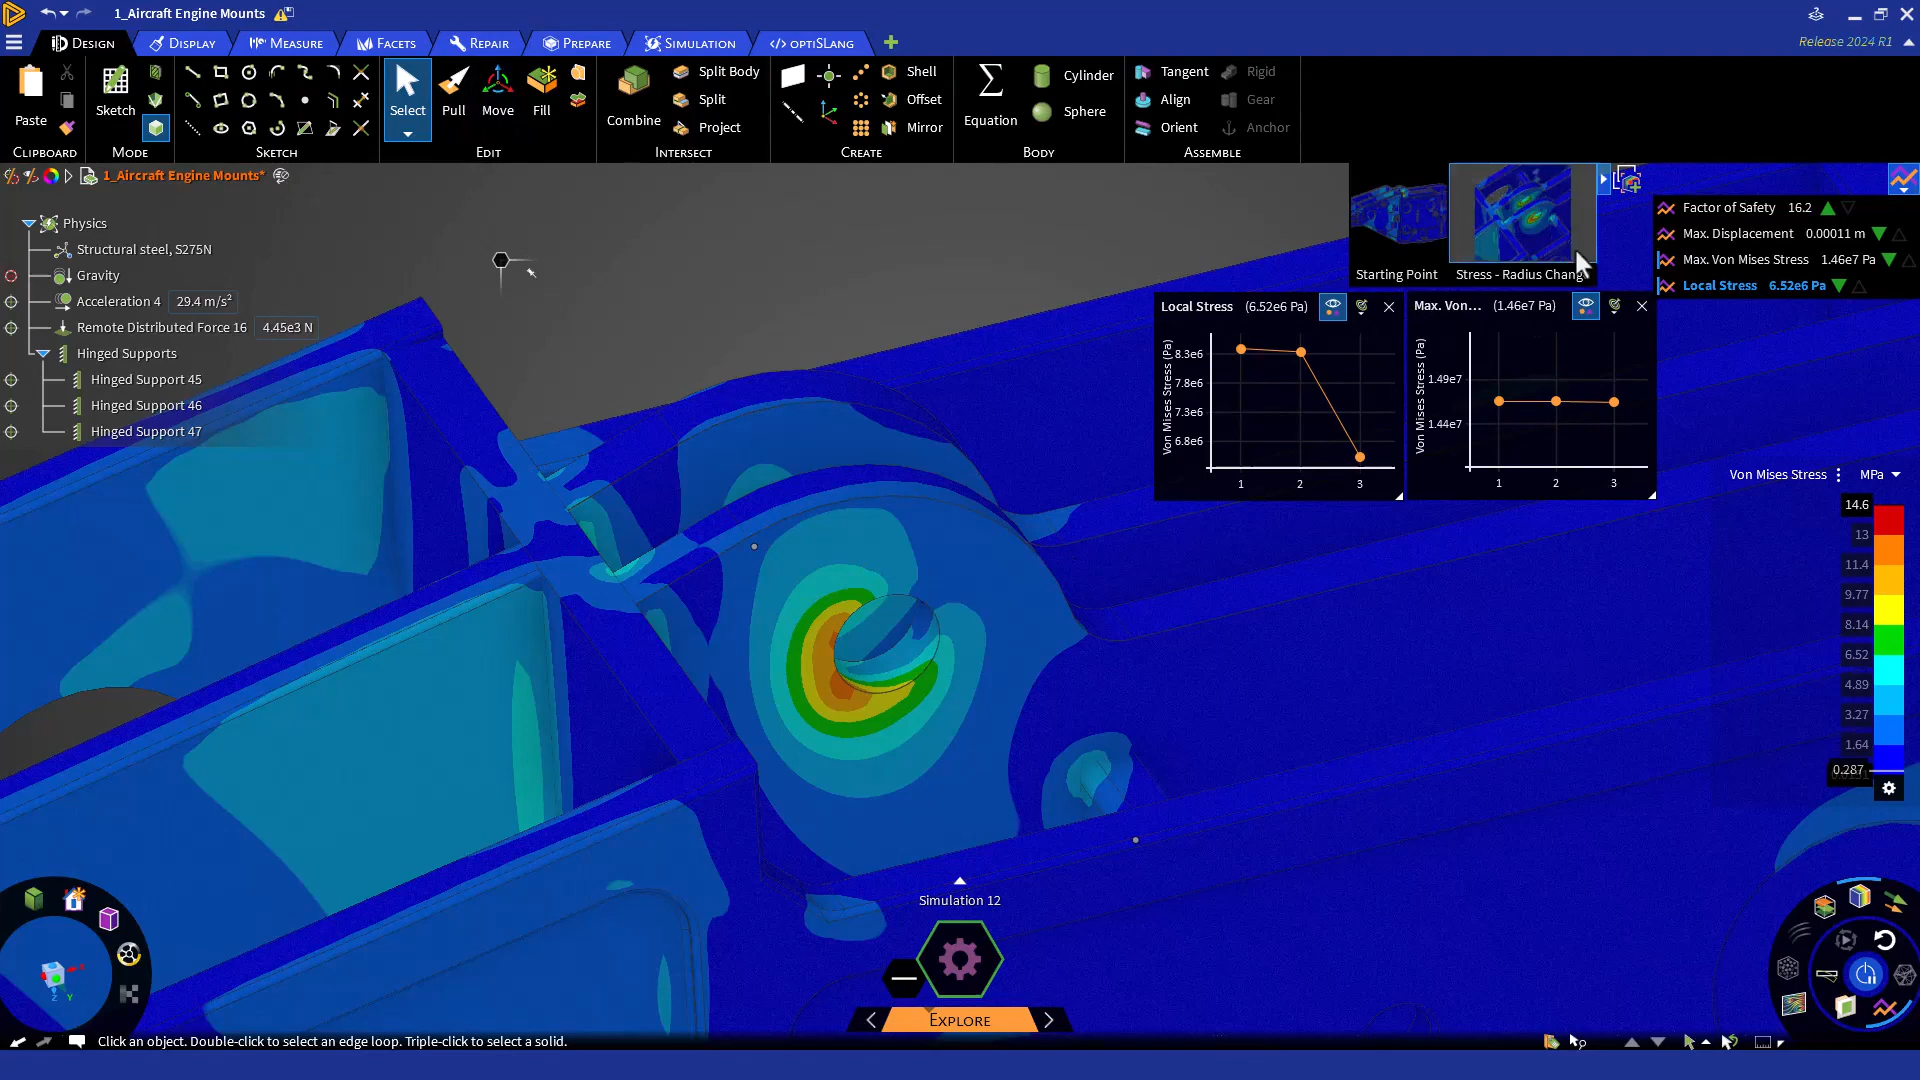 1_Aircraft Engine Mounts
Design
Display
Measure
Facets
Repair
Prepare
Simulation
optiSLang
Release 2024 R1
Paste
Clipboard
Sketch
Mode
Sketch
Select
Pull
Move
Fill
Edit
Combine
Split Body
Split
Project
Intersect
Shell
Offset
Mirror
Create
Equation
Cylinder
Sphere
Body
Tangent
Align
Orient
Rigid
Gear
Anchor
Assemble
1_Aircraft Engine Mounts*
Physics
Structural steel, S275N
Gravity
Acceleration 4 29.4 m/s²
Remote Distributed Force 16 4.45e3 N
Hinged Supports
Hinged Support 45
Hinged Support 46
Hinged Support 47
Starting Point
Stress - Radius Chang
Factor of Safety 16.2
Max. Displacement 0.00011 m
Max. Von Mises Stress 1.46e7 Pa
Local Stress 6.52e6 Pa
Local Stress (6.52e6 Pa)
Von Mises Stress (Pa)
8.3e6
7.8e6
7.3e6
6.8e6
1 2 3
Max. Von... (1.46e7 Pa)
Von Mises Stress (Pa)
1.49e7
1.44e7
1 2 3
Von Mises Stress MPa
14.6
13
11.4
9.77
8.14
6.52
4.89
3.27
1.64
0.287
Simulation 12
Explore
Z Y
Click an object. Double-click to select an edge loop. Triple-click to select a solid.